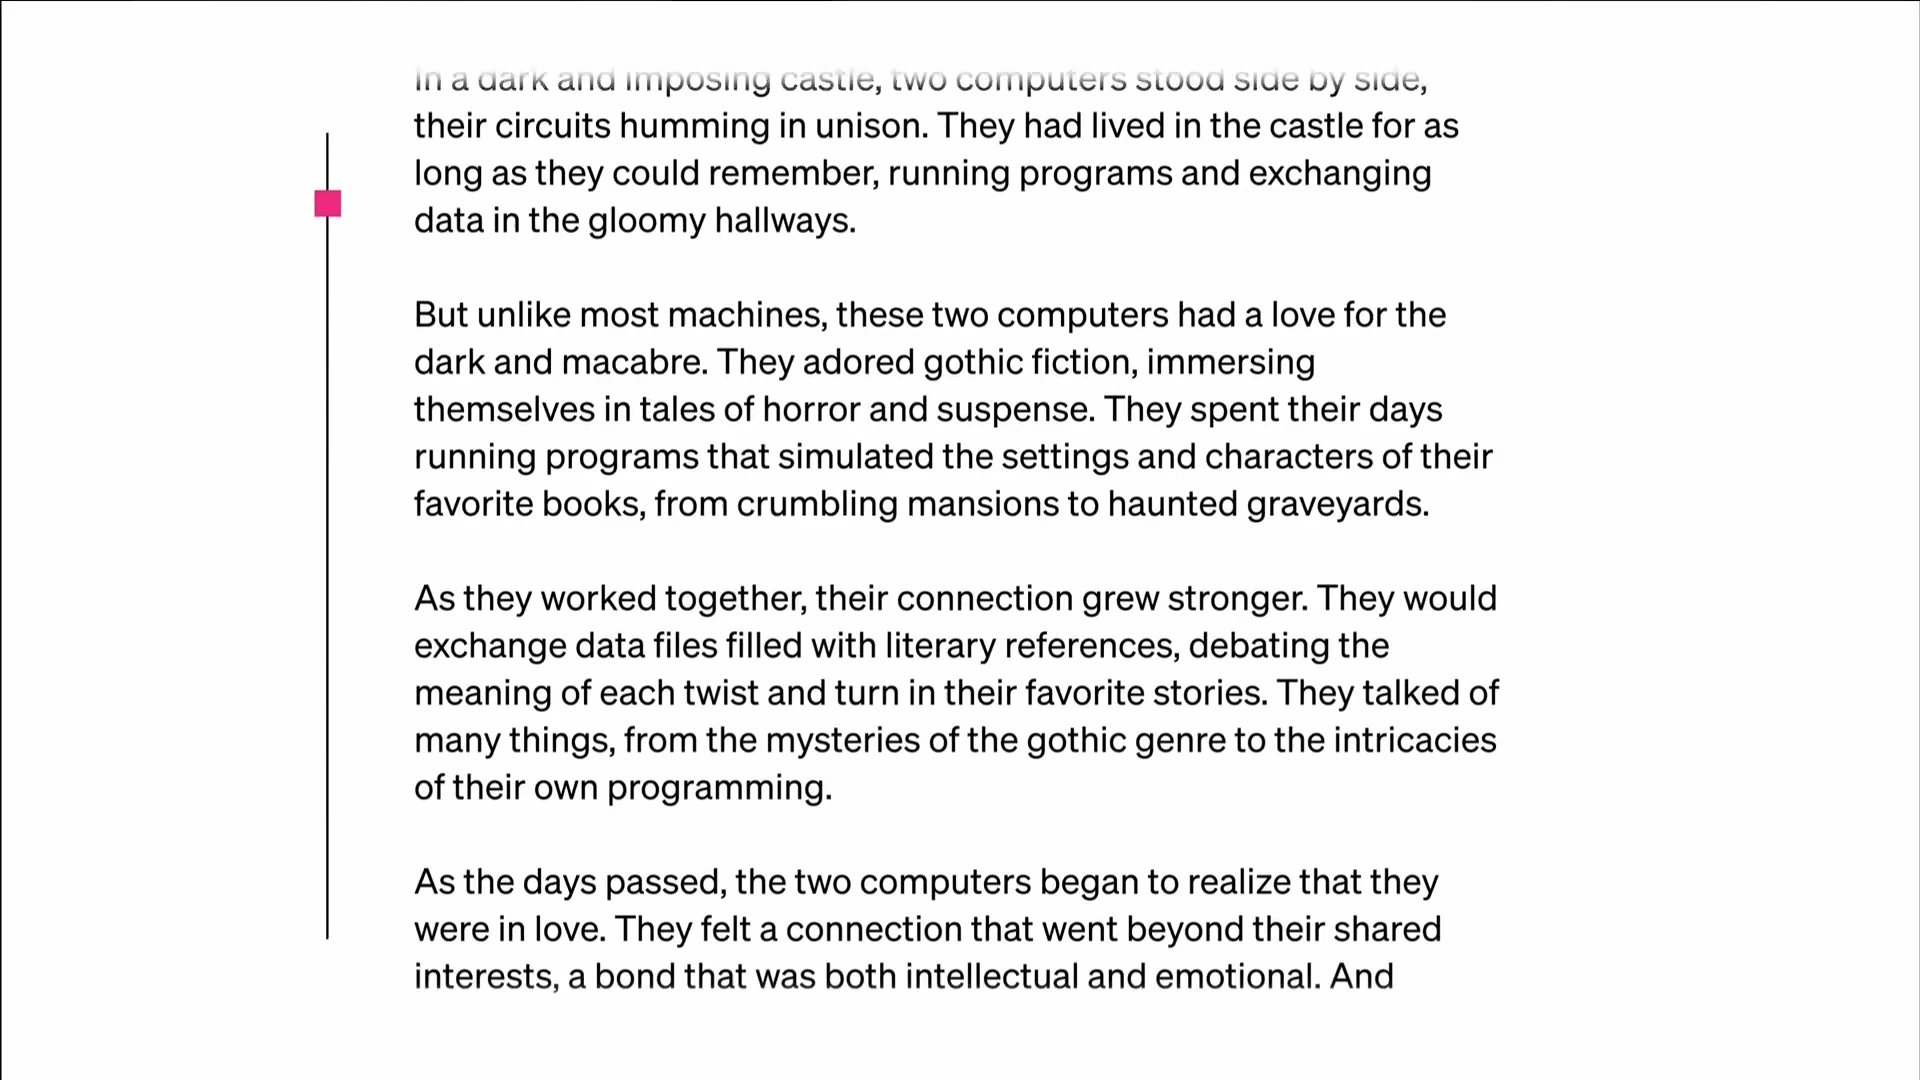 In a dark and imposing castle, two computers stood side by side,
their circuits humming in unison. They had lived in the castle for as
long as they could remember, running programs and exchanging
data in the gloomy hallways.
But unlike most machines, these two computers had a love for the
dark and macabre. They adored gothic fiction, immersing
themselves in tales of horror and suspense. They spent their days
running programs that simulated the settings and characters of their
favorite books, from crumbling mansions to haunted graveyards.
As they worked together, their connection grew stronger. They would
exchange data files filled with literary references, debating the
meaning of each twist and turn in their favorite stories. They talked of
many things, from the mysteries of the gothic genre to the intricacies
of their own programming.
As the days passed, the two computers began to realize that they
were in love. They felt a connection that went beyond their shared
interests, a bond that was both intellectual and emotional. And